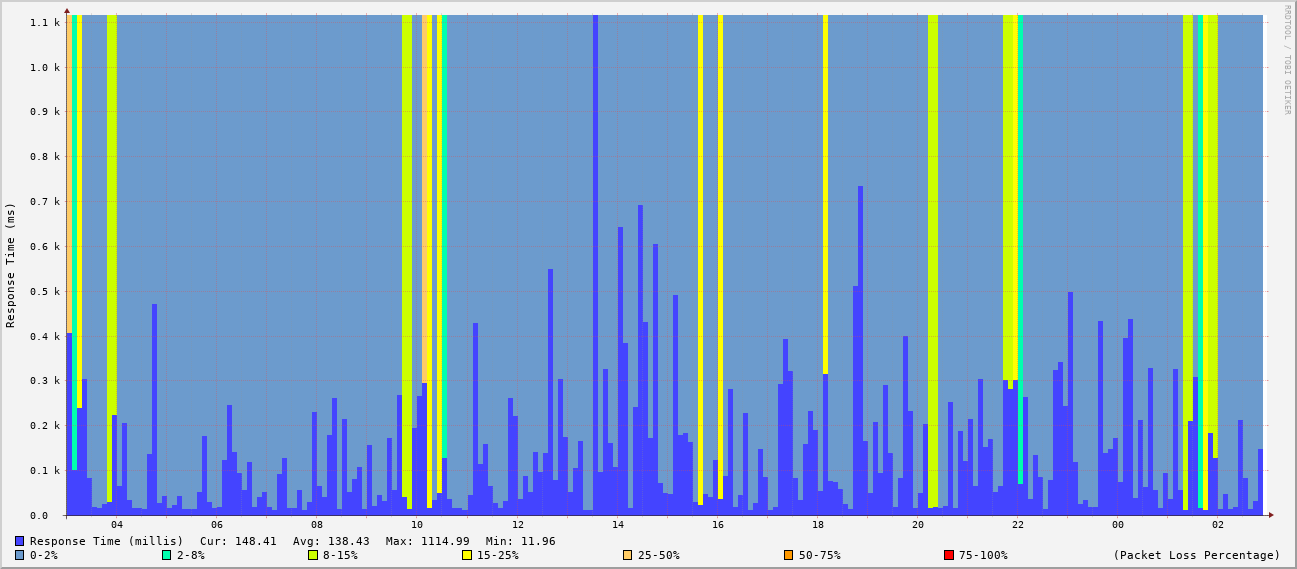 RRDTOOL / TOBI OETIKER
Response Time (ms)
1.1 k
1.0 k
0.9 k
0.8 k
0.7 k
0.6 k
0.5 k
0.4 k
0.3 k
0.2 k
0.1 k
0.0
04 06 08 10 12 14 16 18 20 22 00 02
Response Time (millis) Cur: 148.41 Avg: 138.43 Max: 1114.99 Min: 11.96
0-2% 2-8% 8-15% 15-25% 25-50% 50-75% 75-100% (Packet Loss Percentage)